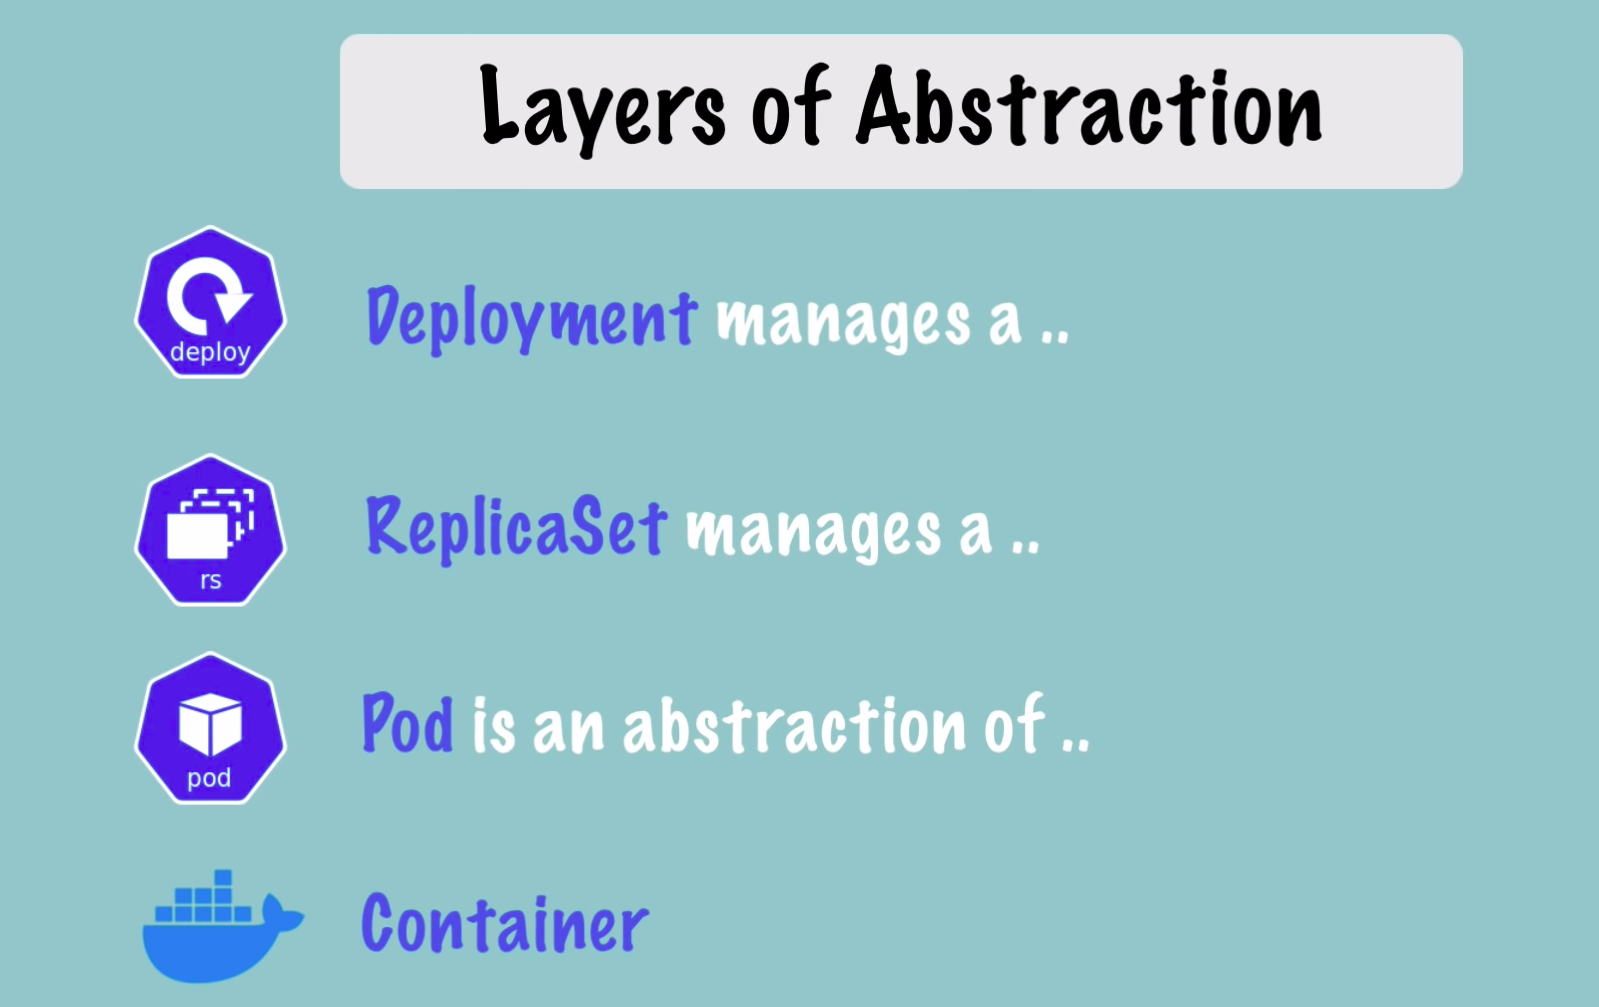 Layers of Abstraction
deploy
Deployment manages a ..
rs
ReplicaSet manages a ..
pod
Pod is an abstraction of ..
Container